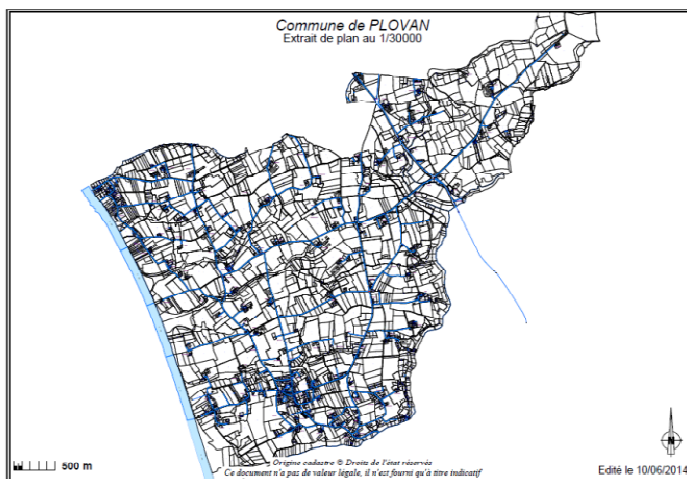 Commune de PLOVAN
Extrait de plan au 1/30000
N
500 m
Origine cadastre © Droits de l'état réservés
Ce document n'a pas de valeur légale, il n'est fourni qu'à titre indicatif
Edité le 10/06/2014